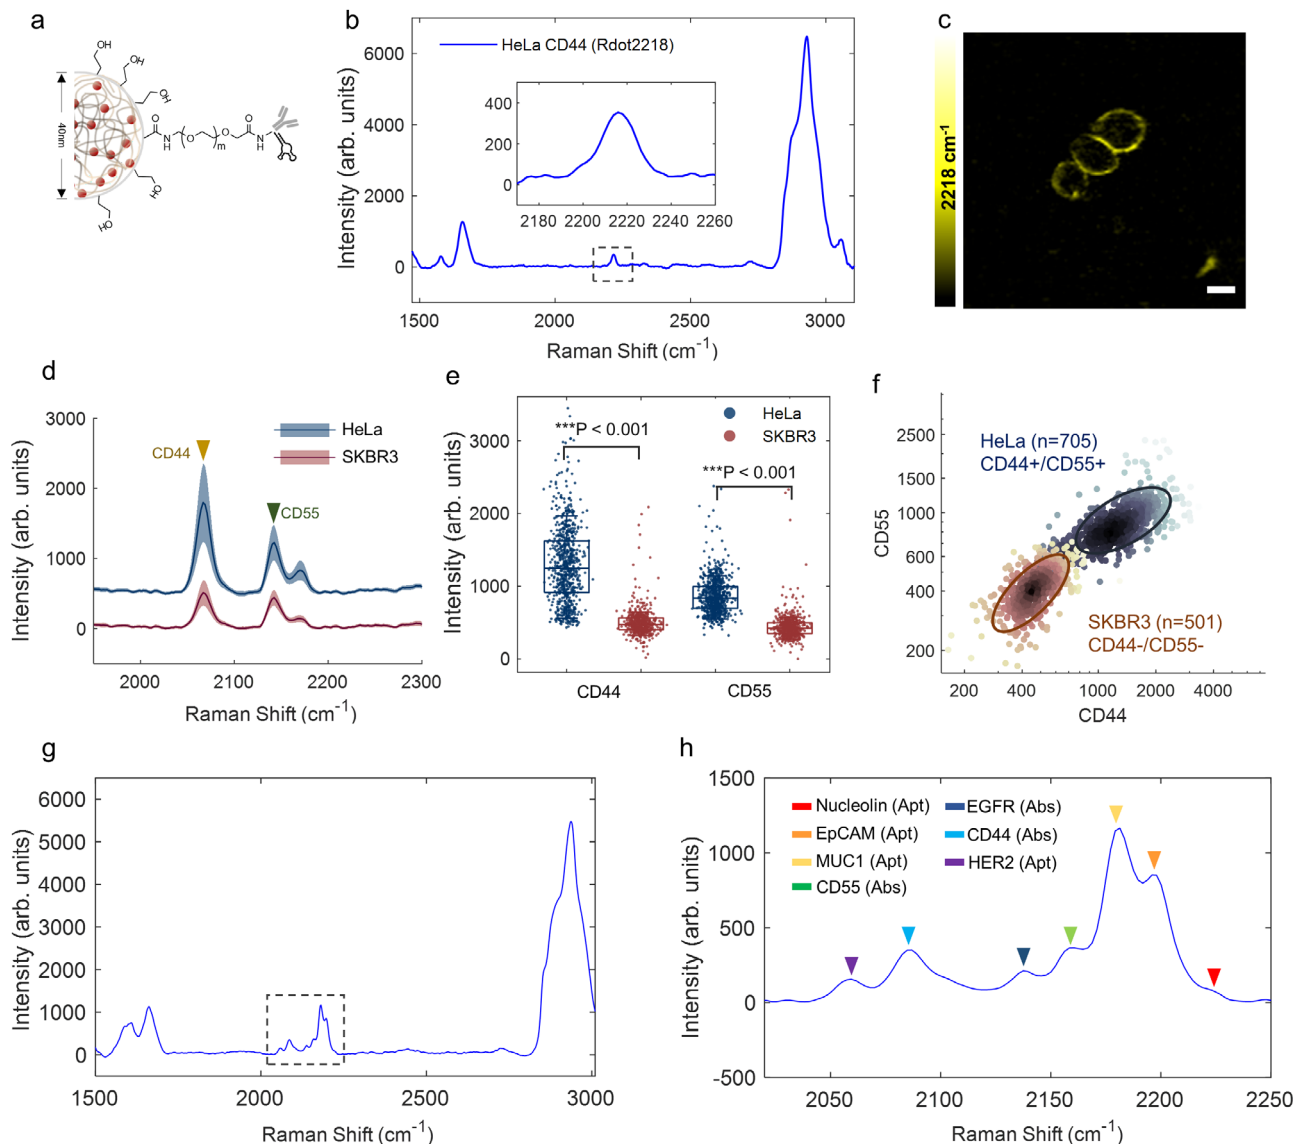 a
OH
OH
OH
40nm
O
N
H
O
m
O
O
N
H
OH
OH
b
HeLa CD44 (Rdot2218)
6000
4000
2000
0
Intensity (arb. units)
400
200
0
2180
2200
2220
2240
2260
1500
2000
2500
3000
Raman Shift (cm-1)
c
2218 cm-1
d
3000
2000
1000
0
Intensity (arb. units)
HeLa
SKBR3
CD44
CD55
2000
2100
2200
2300
Raman Shift (cm-1)
e
3000
2000
1000
0
Intensity (arb. units)
HeLa
SKBR3
***P < 0.001
***P < 0.001
CD44
CD55
f
2500
1500
1000
600
400
200
CD55
HeLa (n=705)
CD44+/CD55+
SKBR3 (n=501)
CD44-/CD55-
200
400
1000
2000
4000
CD44
g
6000
5000
4000
3000
2000
1000
0
Intensity (arb. units)
1500
2000
2500
3000
Raman Shift (cm-1)
h
1500
1000
500
0
-500
Intensity (arb. units)
Nucleolin (Apt)
EpCAM (Apt)
MUC1 (Apt)
CD55 (Abs)
EGFR (Abs)
CD44 (Abs)
HER2 (Apt)
2050
2100
2150
2200
2250
Raman Shift (cm-1)